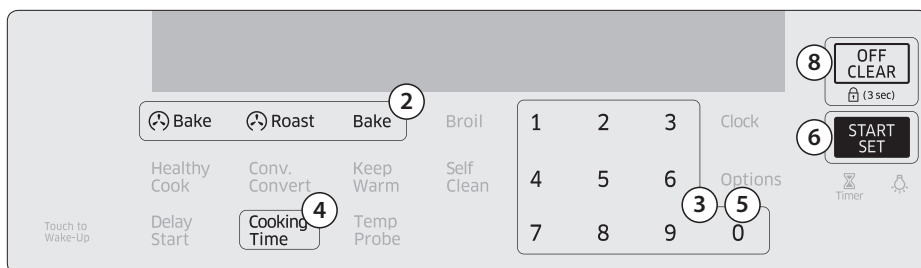 8
OFF
CLEAR
(3 sec)
2
Bake Roast Bake Broil 1 2 3 Clock
6
START
SET
Healthy
Cook
Conv.
Convert
Keep
Warm
Self
Clean
4 5 6 Options
Timer
3 5
Touch to
Wake-Up
Delay
Start
4
Cooking
Time
Temp
Probe
7 8 9 0